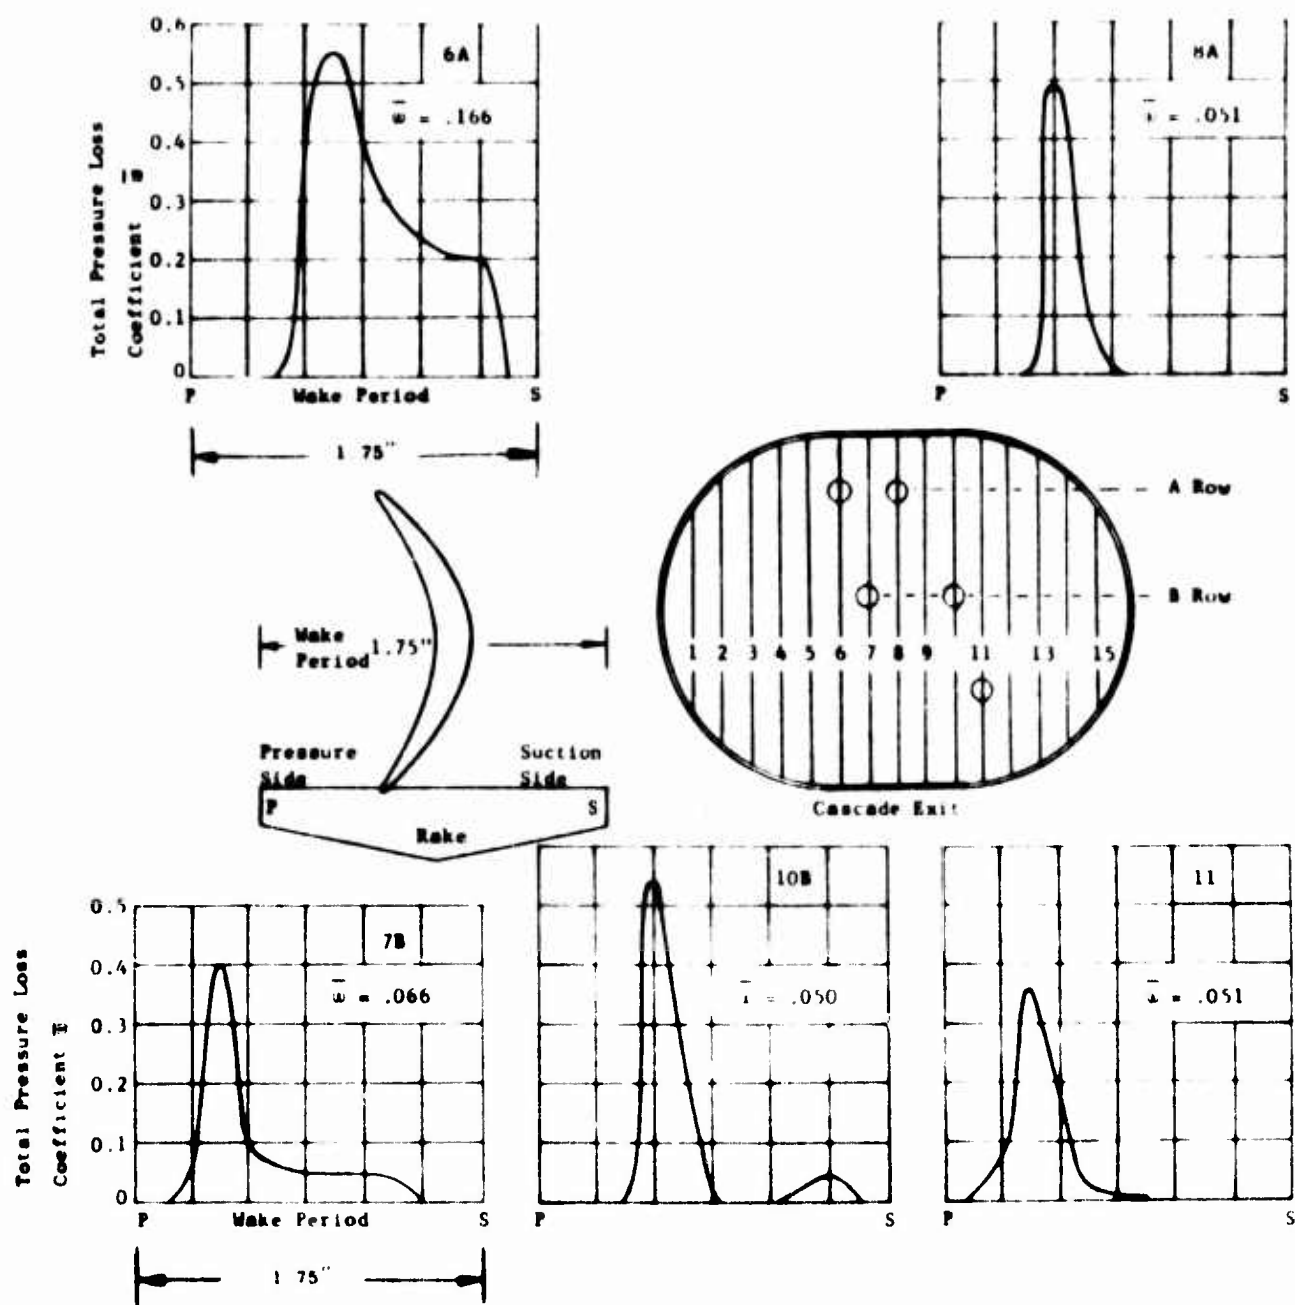 0.6
0.5
0.4
0.3
0.2
0.1
0
Total Pressure Loss
Coefficient ω̅
6A
ω̅ = .166
P Wake Period S
1 75"
8A
= .051
P S
Wake
Period 1.75"
Pressure
Side
Suction
Side
P S
Rake
A Row
B Row
1 2 3 4 5 6 7 8 9 11 13 15
Cascade Exit
0.5
0.4
0.3
0.2
0.1
0
Total Pressure Loss
Coefficient ω̅
7B
ω̅ = .066
P Wake Period S
1 75"
10B
= .050
P S
11
ω̅ = .051
P S